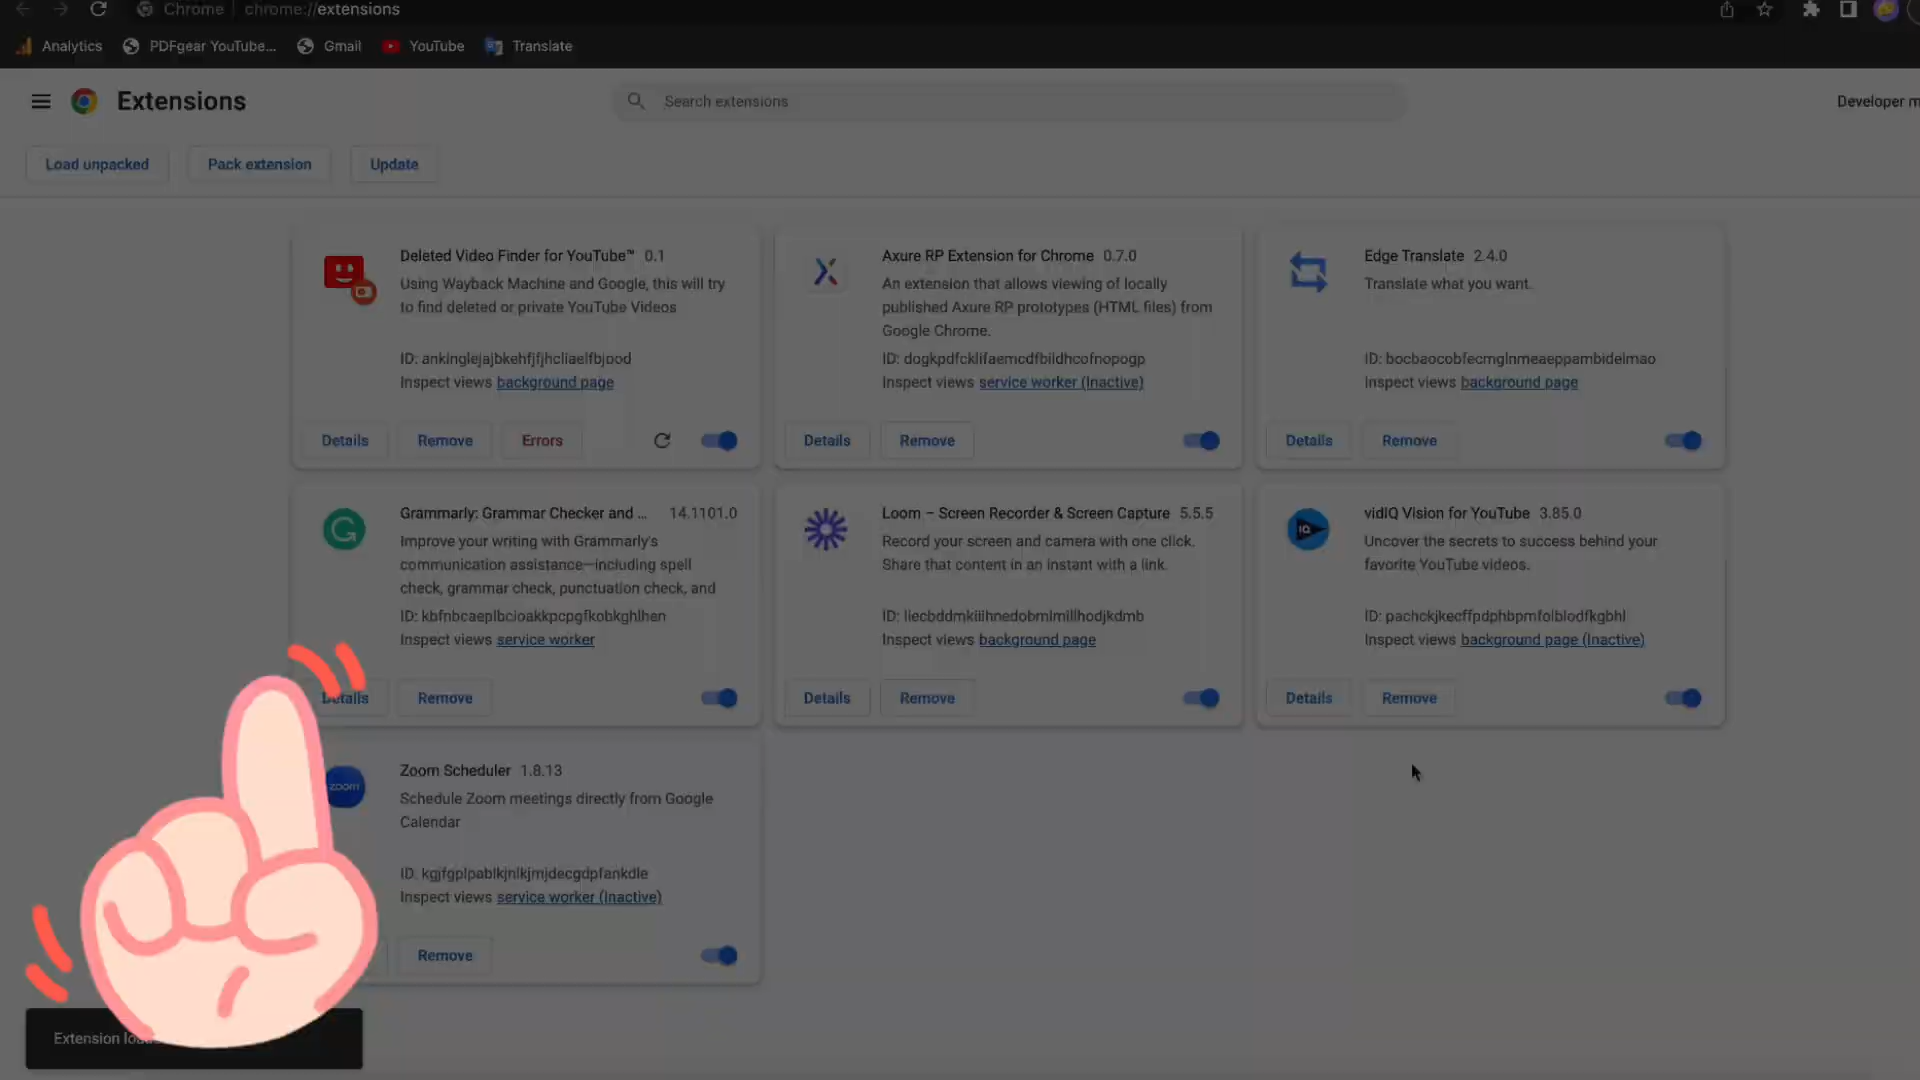 Chrome | chrome://extensions
Analytics PDFgear YouTube... Gmail YouTube Translate
Extensions
Search extensions
Developer m
Load unpacked Pack extension Update
Deleted Video Finder for YouTube™ 0.1
Using Wayback Machine and Google, this will try
to find deleted or private YouTube Videos
ID: ankinglejajbkehfjfjhcliaelfbjood
Inspect views background page
Details Remove Errors
Axure RP Extension for Chrome 0.7.0
An extension that allows viewing of locally
published Axure RP prototypes (HTML files) from
Google Chrome.
ID: dogkpdfcklifaemcdfbildhcofnopogp
Inspect views service worker (Inactive)
Details Remove
Edge Translate 2.4.0
Translate what you want.
ID: bocbaocobfecmglnmeaeppambidelmao
Inspect views background page
Details Remove
Grammarly: Grammar Checker and ... 14.1101.0
Improve your writing with Grammarly's
communication assistance—including spell
check, grammar check, punctuation check, and
ID: kbfnbcaeplbcioakkpcpgfkobkghlhen
Inspect views service worker
Details Remove
Loom – Screen Recorder & Screen Capture 5.5.5
Record your screen and camera with one click.
Share that content in an instant with a link.
ID: liecbddmkiiihnedobmlmillhodjkdmb
Inspect views background page
Details Remove
vidIQ Vision for YouTube 3.85.0
Uncover the secrets to success behind your
favorite YouTube videos.
ID: pachckjkecffpdphbpmfolblodfkgbhl
Inspect views background page (Inactive)
Details Remove
zoom
Zoom Scheduler 1.8.13
Schedule Zoom meetings directly from Google
Calendar
ID: kgjfgplpablkjnlkjmjdecgdpfankdle
Inspect views service worker (Inactive)
Remove
Extension